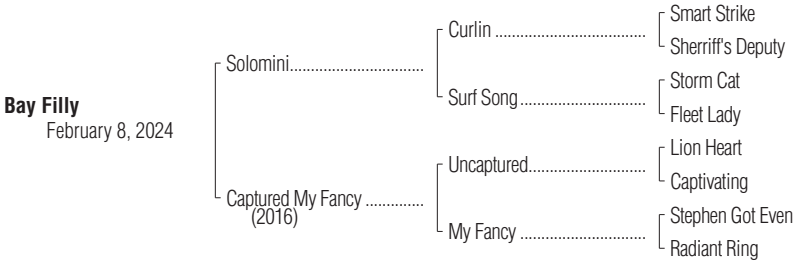 Bay Filly
February 8, 2024
Solomini...............................
Captured My Fancy ..............
(2016)
Curlin ...................................
Surf Song..............................
Uncaptured...........................
My Fancy ..............................
Smart Strike
Sherriff's Deputy
Storm Cat
Fleet Lady
Lion Heart
Captivating
Stephen Got Even
Radiant Ring